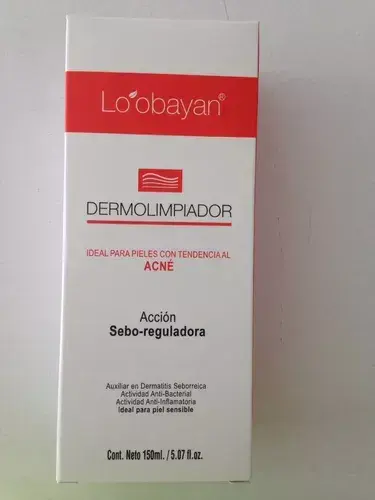 Lo'obayan®
DERMOLIMPIADOR
IDEAL PARA PIELES CON TENDENCIA AL
ACNÉ
Acción
Sebo-reguladora
Auxiliar en Dermatitis Seborreica
Actividad Anti-Bacterial
Actividad Anti-Inflamatoria
Ideal para piel sensible
Cont. Neto 150ml. / 5.07 fl.oz.